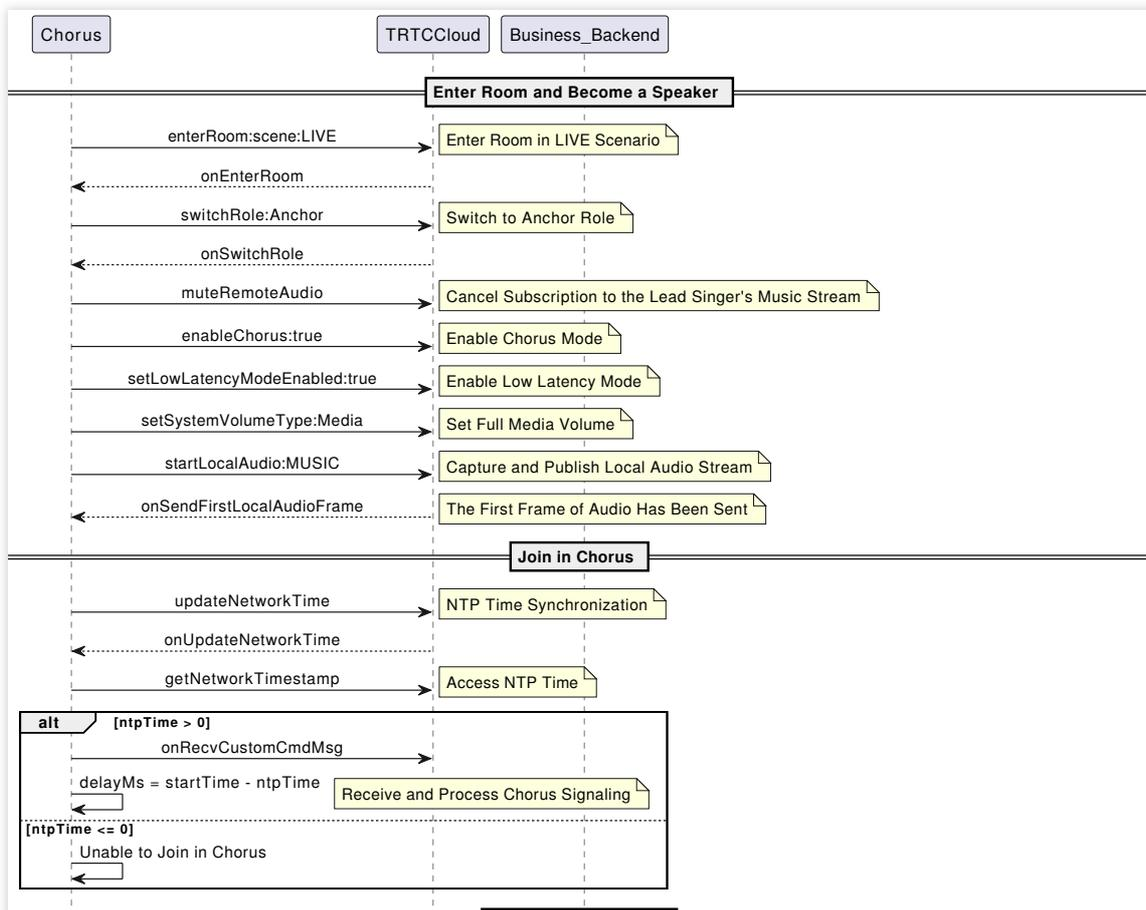 Chorus
TRTCCloud
Business_Backend
Enter Room and Become a Speaker
enterRoom:scene:LIVE
Enter Room in LIVE Scenario
onEnterRoom
switchRole:Anchor
Switch to Anchor Role
onSwitchRole
muteRemoteAudio
Cancel Subscription to the Lead Singer's Music Stream
enableChorus:true
Enable Chorus Mode
setLowLatencyModeEnabled:true
Enable Low Latency Mode
setSystemVolumeType:Media
Set Full Media Volume
startLocalAudio:MUSIC
Capture and Publish Local Audio Stream
onSendFirstLocalAudioFrame
The First Frame of Audio Has Been Sent
Join in Chorus
updateNetworkTime
NTP Time Synchronization
onUpdateNetworkTime
getNetworkTimestamp
Access NTP Time
alt
[ntpTime > 0]
onRecvCustomCmdMsg
delayMs = startTime - ntpTime
Receive and Process Chorus Signaling
[ntpTime <= 0]
Unable to Join in Chorus